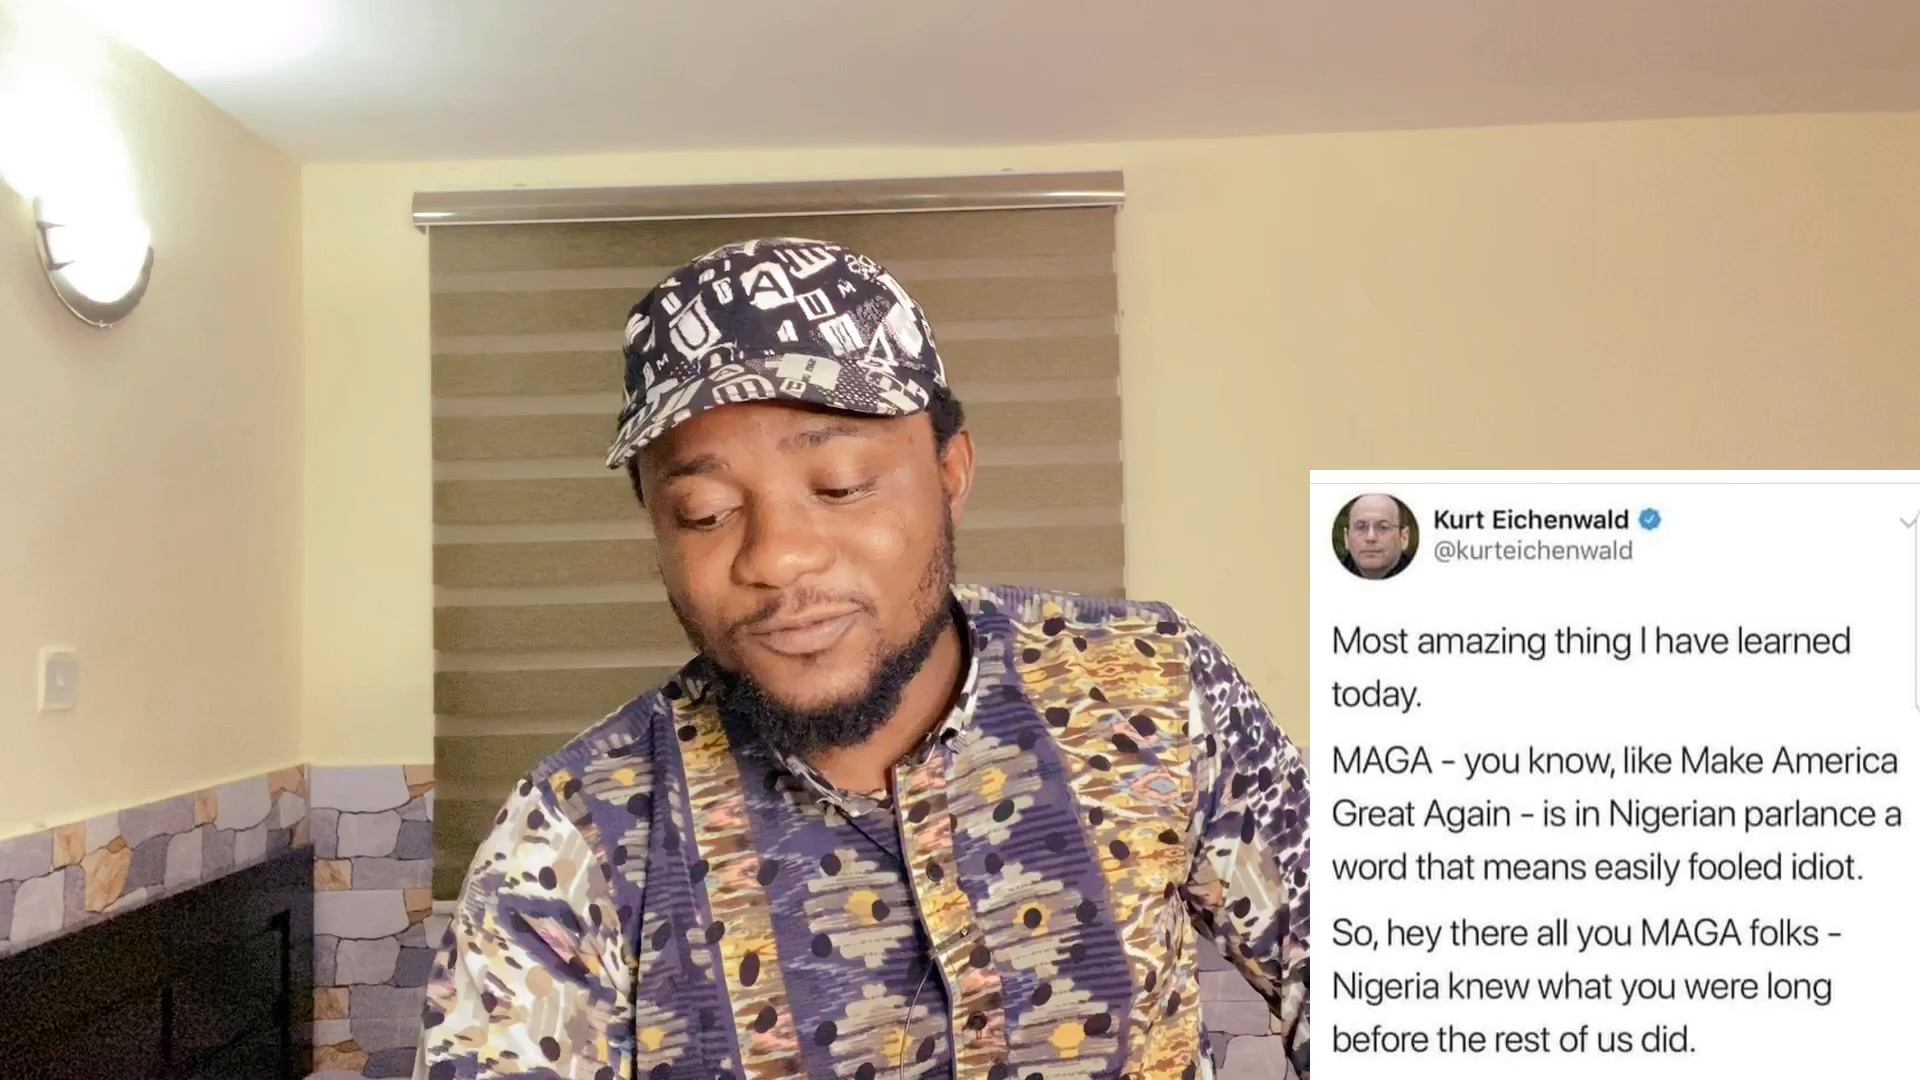 Kurt Eichenwald
@kurteichenwald
Most amazing thing I have learned
today.
MAGA - you know, like Make America
Great Again - is in Nigerian parlance a
word that means easily fooled idiot.
So, hey there all you MAGA folks -
Nigeria knew what you were long
before the rest of us did.